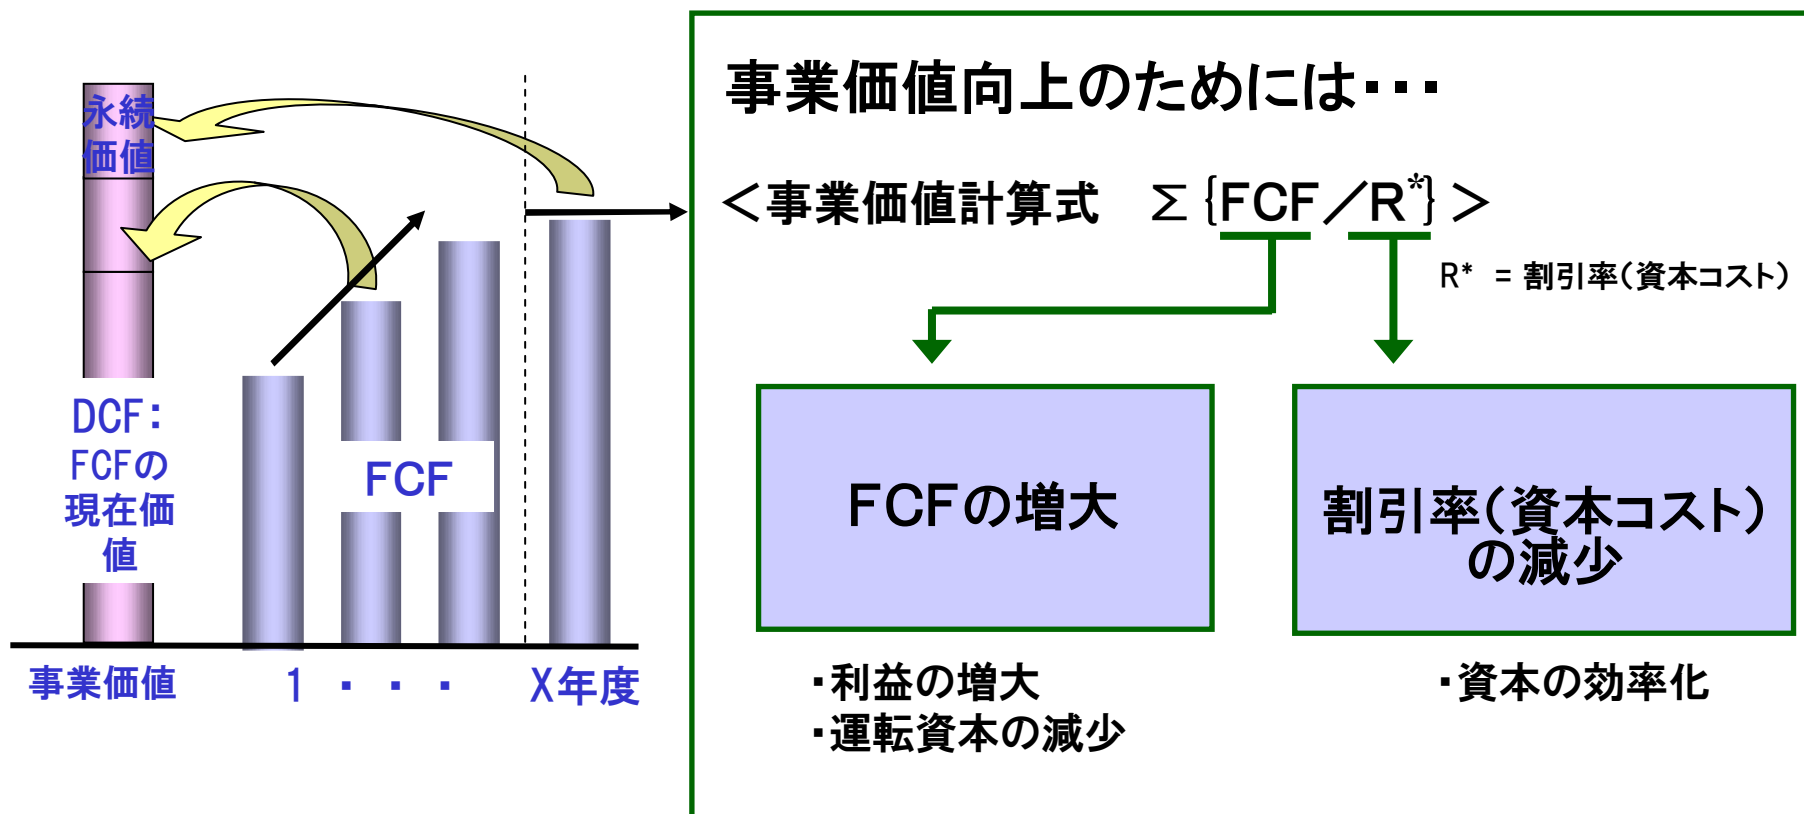 永続
価値
DCF：
FCFの
現在価
値
FCF
事業価値
1 ・ ・ ・
X年度
事業価値向上のためには・・・
＜事業価値計算式　Σ{FCF／R*}＞
R* = 割引率（資本コスト）
FCFの増大
割引率（資本コスト）
の減少
・利益の増大
・運転資本の減少
・資本の効率化